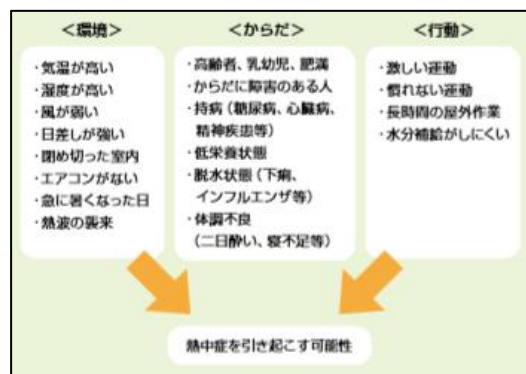 ＜環境＞
・気温が高い
・湿度が高い
・風が弱い
・日差しが強い
・閉め切った室内
・エアコンがない
・急に暑くなった日
・熱波の襲来
＜からだ＞
・高齢者、乳幼児、肥満
・からだに障害のある人
・持病（糖尿病、心臓病、
精神疾患等）
・低栄養状態
・脱水状態（下痢、
インフルエンザ等）
・体調不良
（二日酔い、寝不足等）
＜行動＞
・激しい運動
・慣れない運動
・長時間の屋外作業
・水分補給がしにくい
熱中症を引き起こす可能性